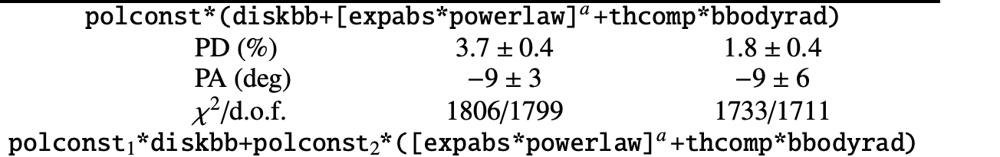 polconst*(diskbb+[expabs*powerlaw]ᵃ+thcomp*bbodyrad)
PD (%) 3.7 ± 0.4 1.8 ± 0.4
PA (deg) −9 ± 3 −9 ± 6
χ²/d.o.f. 1806/1799 1733/1711
polconst₁*diskbb+polconst₂*([expabs*powerlaw]ᵃ+thcomp*bbodyrad)